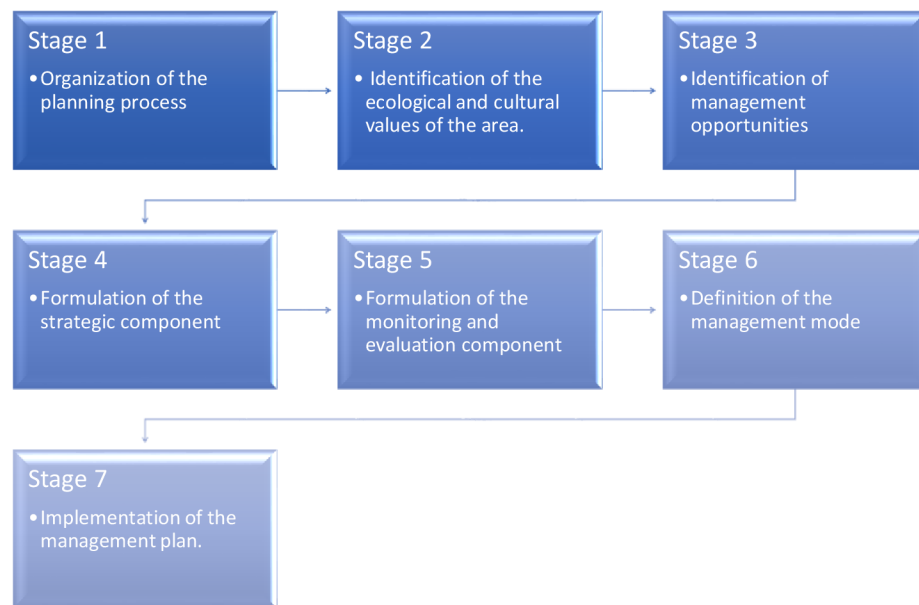 Stage 1
•Organization of the
planning process
Stage 2
• Identification of the
ecological and cultural
values of the area.
Stage 3
•Identification of
management
opportunities
Stage 4
•Formulation of the
strategic component
Stage 5
•Formulation of the
monitoring and
evaluation component
Stage 6
•Definition of the
management mode
Stage 7
•Implementation of the
management plan.